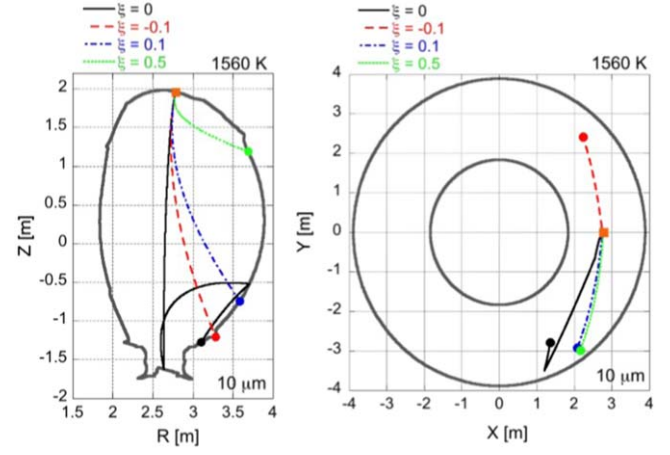 ξ = 0
ξ = -0.1
ξ = 0.1
ξ = 0.5
1560 K
2
1.5
1
0.5
0
-0.5
-1
-1.5
-2
Z [m]
10 μm
1.5 2 2.5 3 3.5 4
R [m]
ξ = 0
ξ = -0.1
ξ = 0.1
ξ = 0.5
1560 K
4
3
2
1
0
-1
-2
-3
-4
Y [m]
10 μm
-4 -3 -2 -1 0 1 2 3 4
X [m]